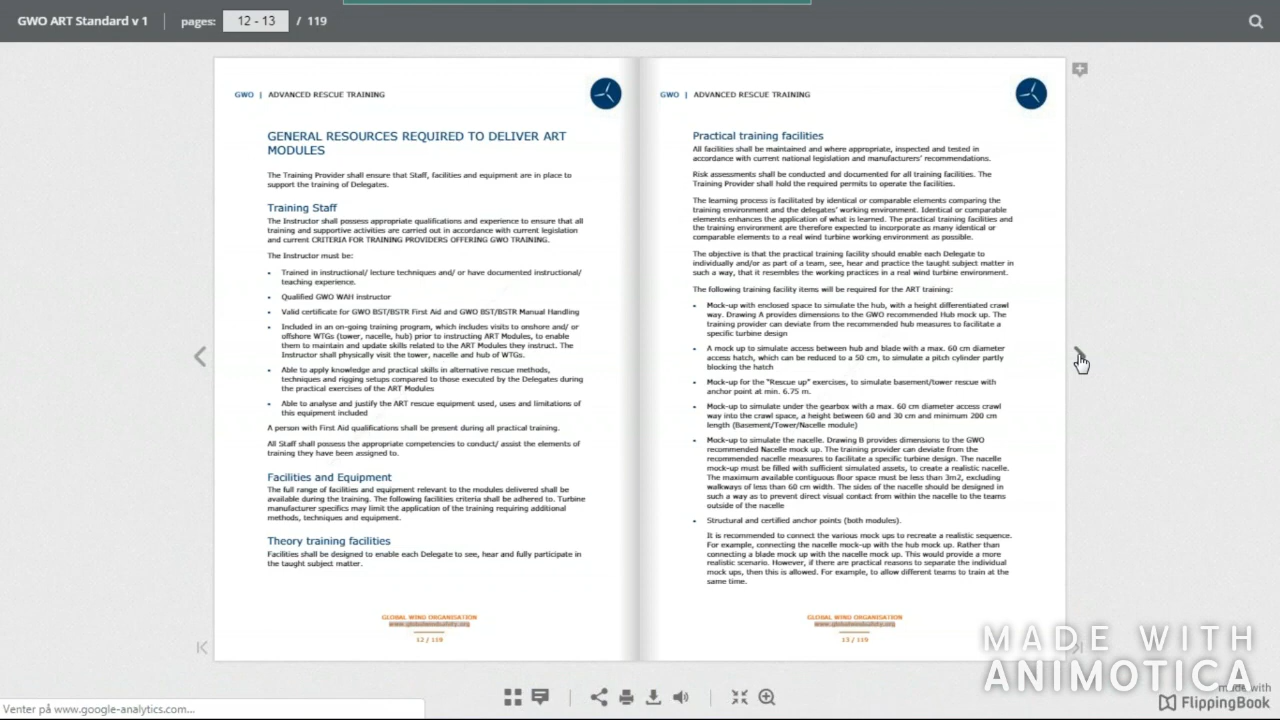 GWO ART Standard v 1
pages:
12 - 13
/ 119
GWO | ADVANCED RESCUE TRAINING
GENERAL RESOURCES REQUIRED TO DELIVER ART
MODULES
The Training Provider shall ensure that Staff, facilities and equipment are in place to
support the training of Delegates.
Training Staff
The Instructor shall possess appropriate qualifications and experience to ensure that all
training and supportive activities are carried out in accordance with current legislation
and current CRITERIA FOR TRAINING PROVIDERS OFFERING GWO TRAINING.
The Instructor must be:
• Trained in instructional/ lecture techniques and/ or have documented instructional/
teaching experience.
• Qualified GWO WAH instructor
• Valid certificate for GWO BST/BSTR First Aid and GWO BST/BSTR Manual Handling
• Included in an on-going training program, which includes visits to onshore and/ or
offshore WTGs (tower, nacelle, hub) prior to instructing ART Modules, to enable
them to maintain and update skills related to the ART Modules they instruct. The
Instructor shall physically visit the tower, nacelle and hub of WTGs.
• Able to apply knowledge and practical skills in alternative rescue methods,
techniques and rigging setups compared to those executed by the Delegates during
the practical exercises of the ART Modules
• Able to analyse and justify the ART rescue equipment used, uses and limitations of
this equipment included
A person with First Aid qualifications shall be present during all practical training.
All Staff shall possess the appropriate competencies to conduct/ assist the elements of
training they have been assigned to.
Facilities and Equipment
The full range of facilities and equipment relevant to the modules delivered shall be
available during the training. The following facilities criteria shall be adhered to. Turbine
manufacturer specifics may limit the application of the training requiring additional
methods, techniques and equipment.
Theory training facilities
Facilities shall be designed to enable each Delegate to see, hear and fully participate in
the taught subject matter.
GLOBAL WIND ORGANISATION
www.globalwindsafety.org
12 / 119
GWO | ADVANCED RESCUE TRAINING
Practical training facilities
All facilities shall be maintained and where appropriate, inspected and tested in
accordance with current national legislation and manufacturers' recommendations.
Risk assessments shall be conducted and documented for all training facilities. The
Training Provider shall hold the required permits to operate the facilities.
The learning process is facilitated by identical or comparable elements comparing the
training environment and the delegates' working environment. Identical or comparable
elements enhances the application of what is learned. The practical training facilities and
the training environment are therefore expected to incorporate as many identical or
comparable elements to a real wind turbine working environment as possible.
The objective is that the practical training facility should enable each Delegate to
individually and/or as part of a team, see, hear and practice the taught subject matter in
such a way, that it resembles the working practices in a real wind turbine environment.
The following training facility items will be required for the ART training:
• Mock-up with enclosed space to simulate the hub, with a height differentiated crawl
way. Drawing A provides dimensions to the GWO recommended Hub mock up. The
training provider can deviate from the recommended hub measures to facilitate a
specific turbine design
• A mock up to simulate access between hub and blade with a max. 60 cm diameter
access hatch, which can be reduced to a 50 cm, to simulate a pitch cylinder partly
blocking the hatch
• Mock-up for the "Rescue up" exercises, to simulate basement/tower rescue with
anchor point at min. 6.75 m.
• Mock-up to simulate under the gearbox with a max. 60 cm diameter access crawl
way into the crawl space, a height between 60 and 30 cm and minimum 200 cm
length (Basement/Tower/Nacelle module)
• Mock-up to simulate the nacelle. Drawing B provides dimensions to the GWO
recommended Nacelle mock up. The training provider can deviate from the
recommended nacelle measures to facilitate a specific turbine design. The nacelle
mock-up must be filled with sufficient simulated assets, to create a realistic nacelle.
The maximum available contiguous floor space must be less than 3m2, excluding
walkways of less than 60 cm width. The sides of the nacelle should be designed in
such a way as to prevent direct visual contact from within the nacelle to the teams
outside of the nacelle
• Structural and certified anchor points (both modules).
It is recommended to connect the various mock ups to recreate a realistic sequence.
For example, connecting the nacelle mock-up with the hub mock up. Rather than
connecting a blade mock up with the nacelle mock up. This would provide a more
realistic scenario. However, if there are practical reasons to separate the individual
mock ups, then this is allowed. For example, to allow different teams to train at the
same time.
GLOBAL WIND ORGANISATION
www.globalwindsafety.org
13 / 119
MADE WITH
ANIMOTICA
made with
FlippingBook
Venter på www.google-analytics.com...